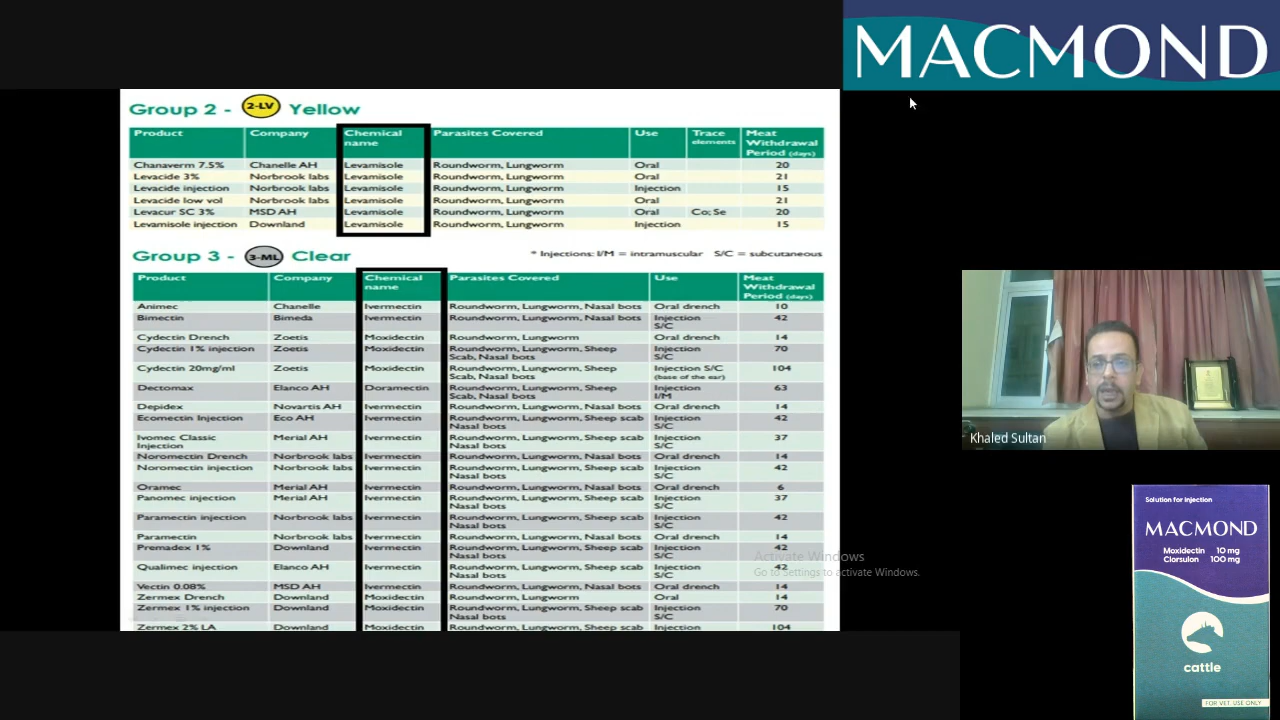 MACMOND
Group 2 - 2-LV Yellow
Product Company Chemical name Parasites Covered Use Trace elements Meat Withdrawal Period (days)
Chanaverm 7.5% Chanelle AH Levamisole Roundworm, Lungworm Oral 20
Levacide 3% Norbrook labs Levamisole Roundworm, Lungworm Oral 21
Levacide injection Norbrook labs Levamisole Roundworm, Lungworm Injection 15
Levacide low vol Norbrook labs Levamisole Roundworm, Lungworm Oral 21
Levacur SC 3% MSD AH Levamisole Roundworm, Lungworm Oral Co; Se 20
Levamisole injection Downland Levamisole Roundworm, Lungworm Injection 15
Group 3 - 3-ML Clear
* Injections: I/M = intramuscular S/C = subcutaneous
Product Company Chemical name Parasites Covered Use Meat Withdrawal Period (days)
Animec Chanelle Ivermectin Roundworm, Lungworm, Nasal bots Oral drench 10
Bimectin Bimeda Ivermectin Roundworm, Lungworm, Nasal bots Injection S/C 42
Cydectin Drench Zoetis Moxidectin Roundworm, Lungworm Oral drench 14
Cydectin 1% injection Zoetis Moxidectin Roundworm, Lungworm, Sheep Scab, Nasal bots Injection S/C 70
Cydectin 20mg/ml Zoetis Moxidectin Roundworm, Lungworm, Sheep Scab, Nasal bots Injection S/C (base of the ear) 104
Dectomax Elanco AH Doramectin Roundworm, Lungworm, Sheep Scab, Nasal bots Injection I/M 63
Depidex Novartis AH Ivermectin Roundworm, Lungworm, Nasal bots Oral drench 14
Ecomectin Injection Eco AH Ivermectin Roundworm, Lungworm, Sheep scab Nasal bots Injection S/C 42
Ivomec Classic Injection Merial AH Ivermectin Roundworm, Lungworm, Sheep scab Nasal bots Injection S/C 37
Noromectin Drench Norbrook labs Ivermectin Roundworm, Lungworm, Nasal bots Oral drench 14
Noromectin injection Norbrook labs Ivermectin Roundworm, Lungworm, Sheep scab Nasal bots Injection S/C 42
Oramec Merial AH Ivermectin Roundworm, Lungworm, Nasal bots Oral drench 6
Panomec injection Merial AH Ivermectin Roundworm, Lungworm, Sheep scab Nasal bots Injection S/C 37
Paramectin injection Norbrook labs Ivermectin Roundworm, Lungworm, Sheep scab Nasal bots Injection S/C 42
Paramectin Norbrook labs Ivermectin Roundworm, Lungworm, Nasal bots Oral drench 14
Premadex 1% Downland Ivermectin Roundworm, Lungworm, Sheep scab Nasal bots Injection S/C 42
Qualimec injection Elanco AH Ivermectin Roundworm, Lungworm, Sheep scab Nasal bots Injection S/C 42
Vectin 0.08% MSD AH Ivermectin Roundworm, Lungworm, Nasal bots Oral drench 14
Zermex Drench Downland Moxidectin Roundworm, Lungworm Oral 14
Zermex 1% injection Downland Moxidectin Roundworm, Lungworm, Sheep scab Nasal bots Injection S/C 70
Zermex 2% LA Downland Moxidectin Roundworm, Lungworm, Sheep scab Injection 104
Activate Windows
Go to Settings to activate Windows.
Khaled Sultan
Solution for Injection
MACMOND
Moxidectin 10 mg
Clorsulon 100 mg
cattle
FOR VET. USE ONLY